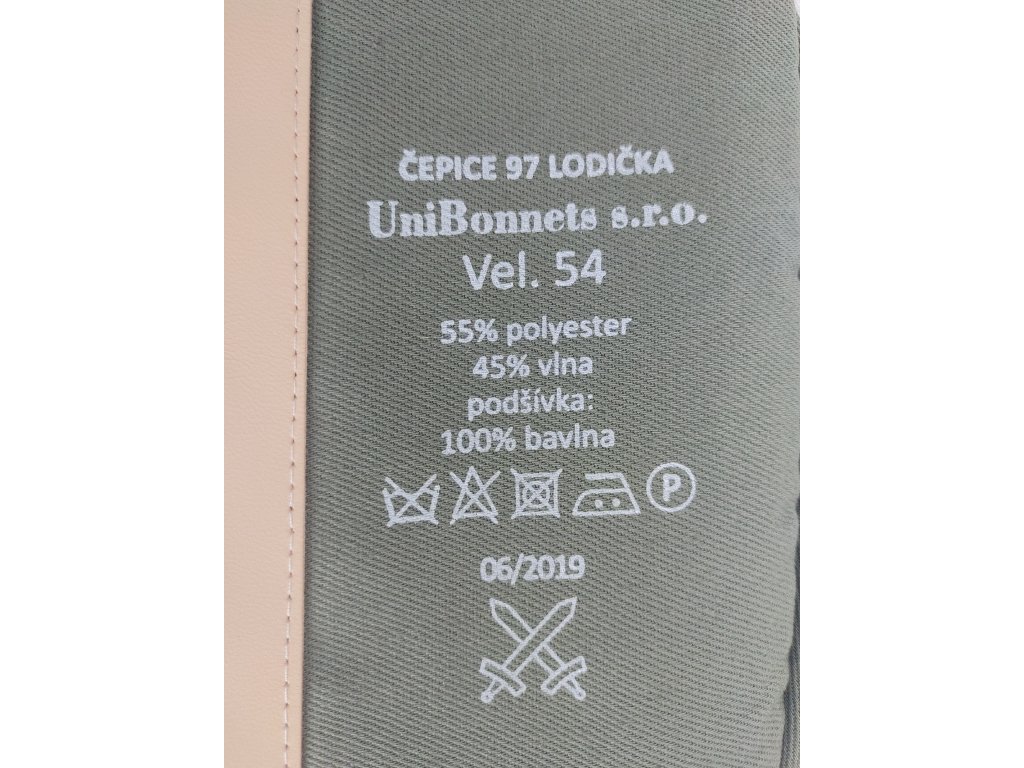 ČEPICE 97 LODIČKA
UniBonnets s.r.o.
Vel. 54
55% polyester
45% vlna
podšívka:
100% bavlna
P
06/2019